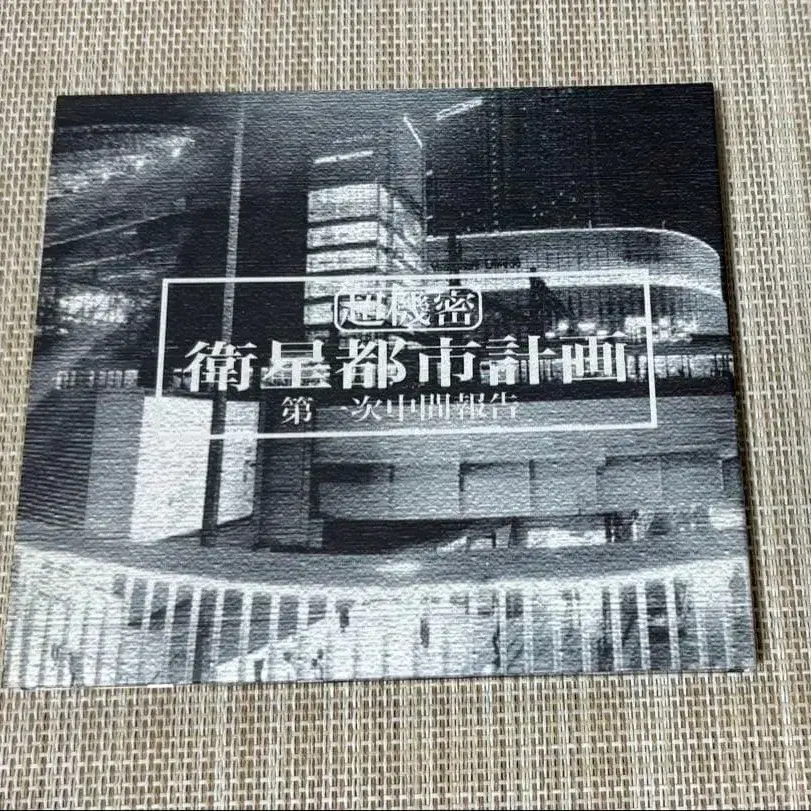 超機密
衛星都市計画
第一次中間報告